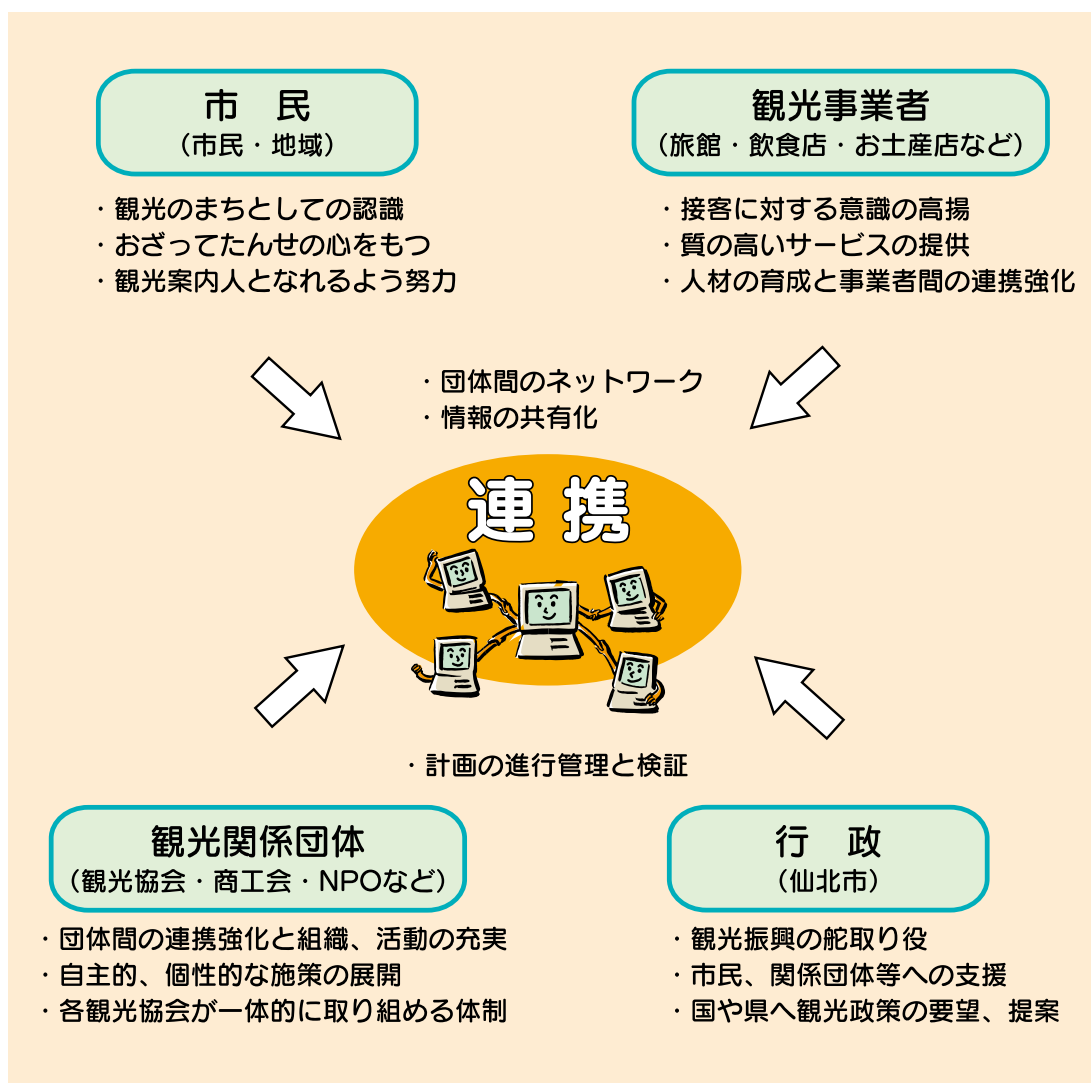 市　民
（市民・地域）
・観光のまちとしての認識
・おざってたんせの心をもつ
・観光案内人となれるよう努力
観光事業者
（旅館・飲食店・お土産店など）
・接客に対する意識の高揚
・質の高いサービスの提供
・人材の育成と事業者間の連携強化
・団体間のネットワーク
・情報の共有化
連 携
・計画の進行管理と検証
観光関係団体
（観光協会・商工会・NPOなど）
・団体間の連携強化と組織、活動の充実
・自主的、個性的な施策の展開
・各観光協会が一体的に取り組める体制
行　政
（仙北市）
・観光振興の舵取り役
・市民、関係団体等への支援
・国や県へ観光政策の要望、提案